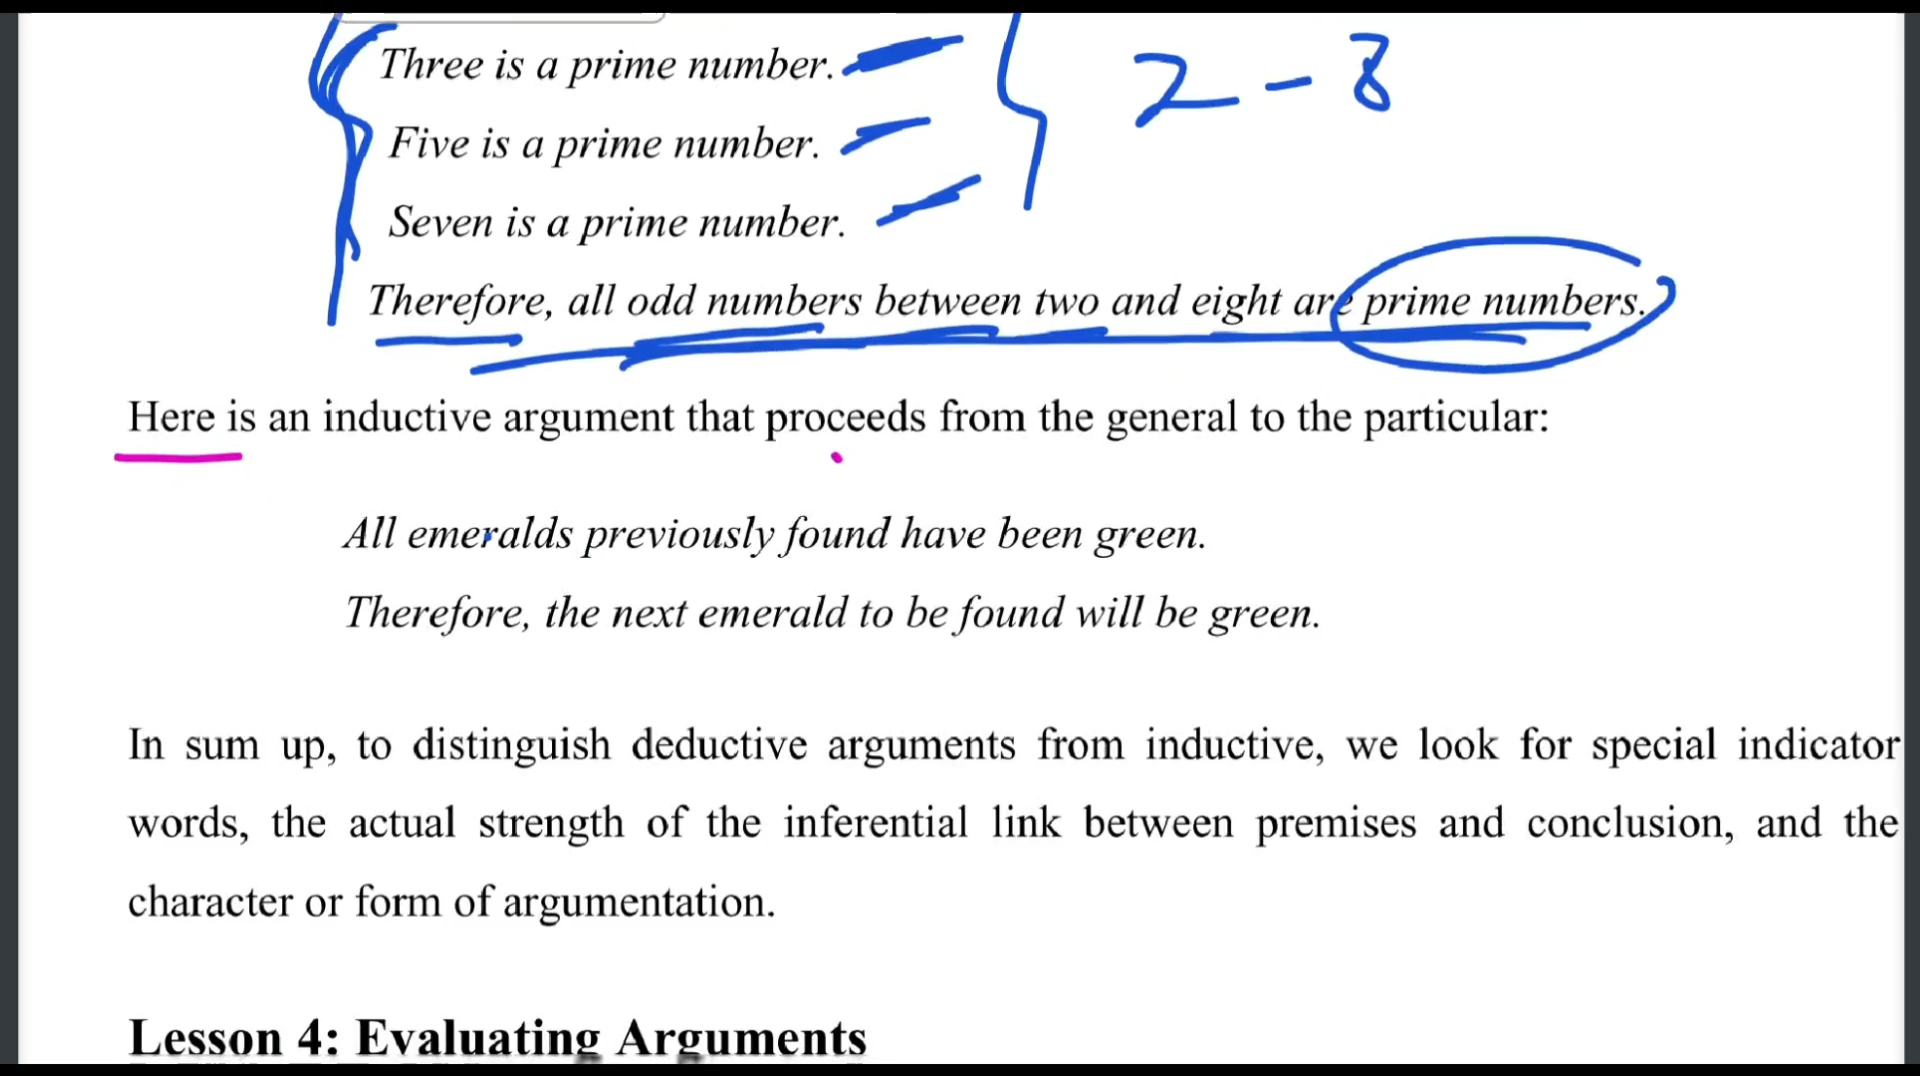 Three is a prime number.
2 - 8
Five is a prime number.
Seven is a prime number.
Therefore, all odd numbers between two and eight are prime numbers.
Here is an inductive argument that proceeds from the general to the particular:
All emeralds previously found have been green.
Therefore, the next emerald to be found will be green.
In sum up, to distinguish deductive arguments from inductive, we look for special indicator
words, the actual strength of the inferential link between premises and conclusion, and the
character or form of argumentation.
Lesson 4: Evaluating Arguments